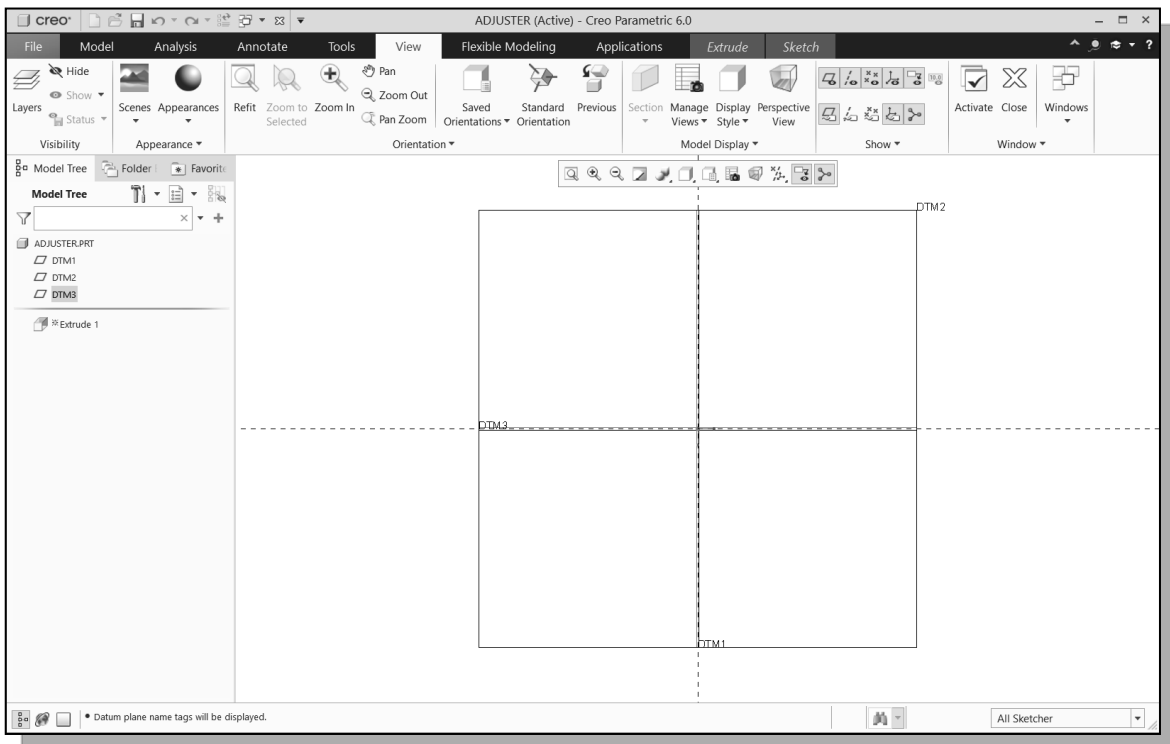 creo®
ADJUSTER (Active) - Creo Parametric 6.0
File Model Analysis Annotate Tools View Flexible Modeling Applications Extrude Sketch
Layers
Hide
Show
Status
Scenes Appearances
Refit
Zoom to
Selected
Zoom In
Pan
Zoom Out
Pan Zoom
Saved
Orientations
Standard
Orientation
Previous
Section
Manage
Views
Display
Style
Perspective
View
10.0
Activate Close Windows
Visibility Appearance Orientation Model Display Show Window
Model Tree Folder Favorite
Model Tree
ADJUSTER.PRT
DTM1
DTM2
DTM3
Extrude 1
DTM2
DTM3
DTM1
• Datum plane name tags will be displayed.
All Sketcher